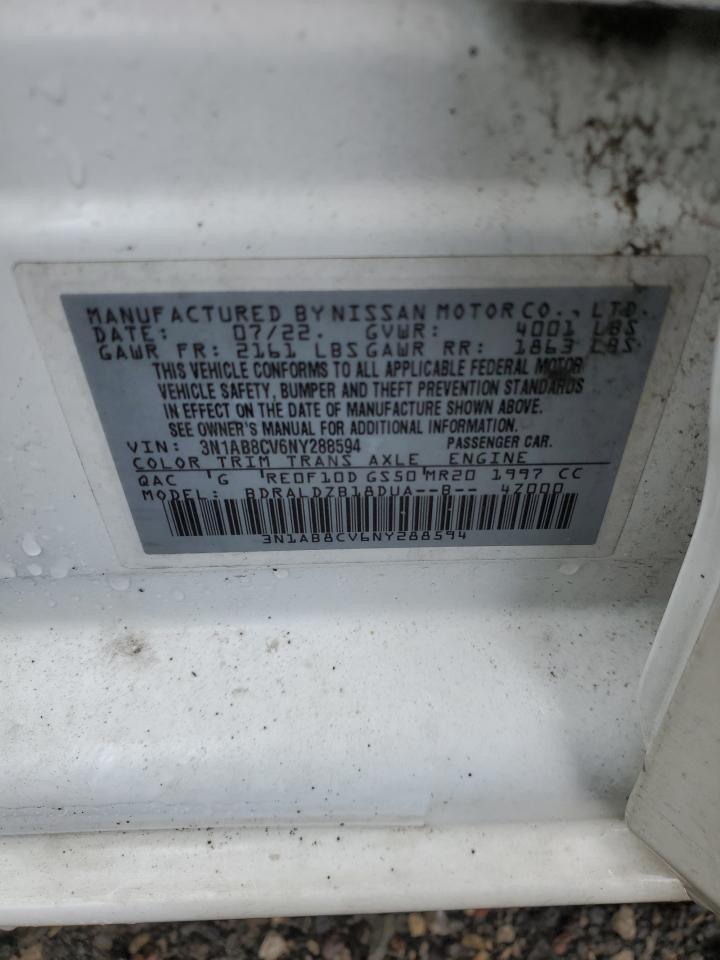 MANUFACTURED BY NISSAN MOTOR CO., LTD.
DATE: 07/22. GVWR: 4001 LBS
GAWR FR: 2161 LBS GAWR RR: 1863 LBS
THIS VEHICLE CONFORMS TO ALL APPLICABLE FEDERAL MOTOR
VEHICLE SAFETY, BUMPER AND THEFT PREVENTION STANDARDS
IN EFFECT ON THE DATE OF MANUFACTURE SHOWN ABOVE.
SEE OWNER'S MANUAL FOR ADDITIONAL INFORMATION.
VIN: 3N1AB8CV6NY288594 PASSENGER CAR.
COLOR TRIM TRANS AXLE ENGINE
QAC G RE0F10D GS50 MR20 1997 CC
MODEL: BDRALDZB18DUA--B-- 4Z000
3N1AB8CV6NY288594